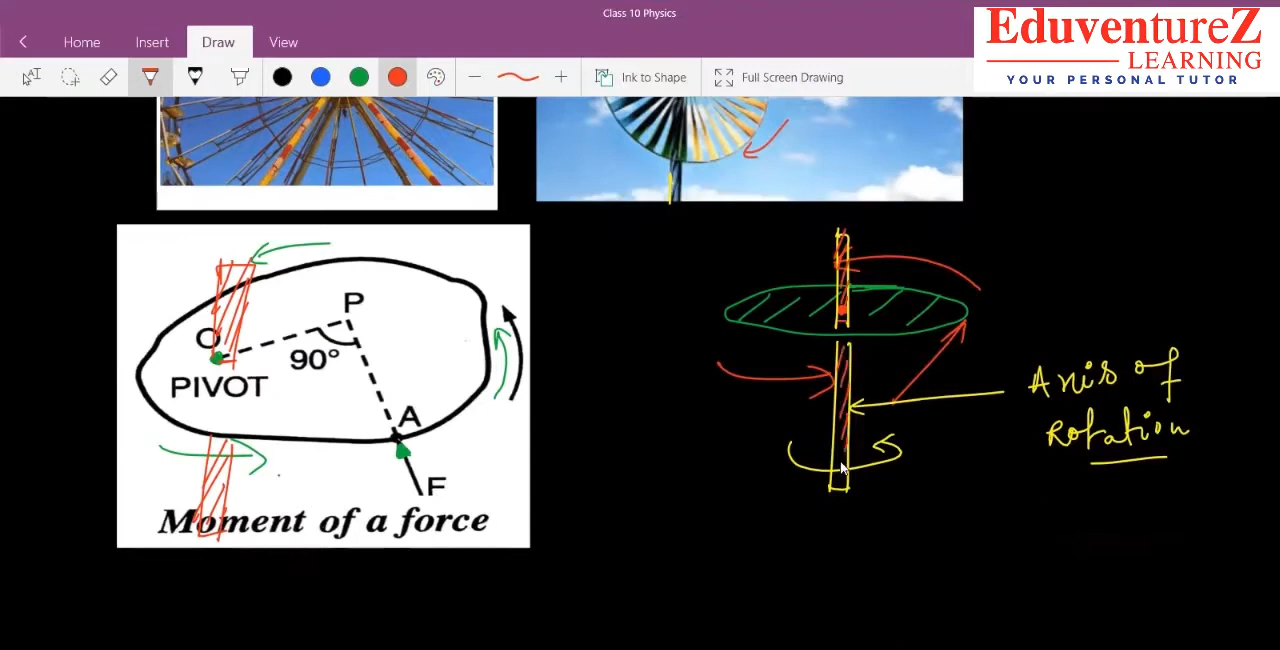 Class 10 Physics
EduventureZ
LEARNING
YOUR PERSONAL TUTOR
Home Insert Draw View
Ink to Shape Full Screen Drawing
P
O
90°
PIVOT
A
F
Moment of a force
Axis of
Rotation